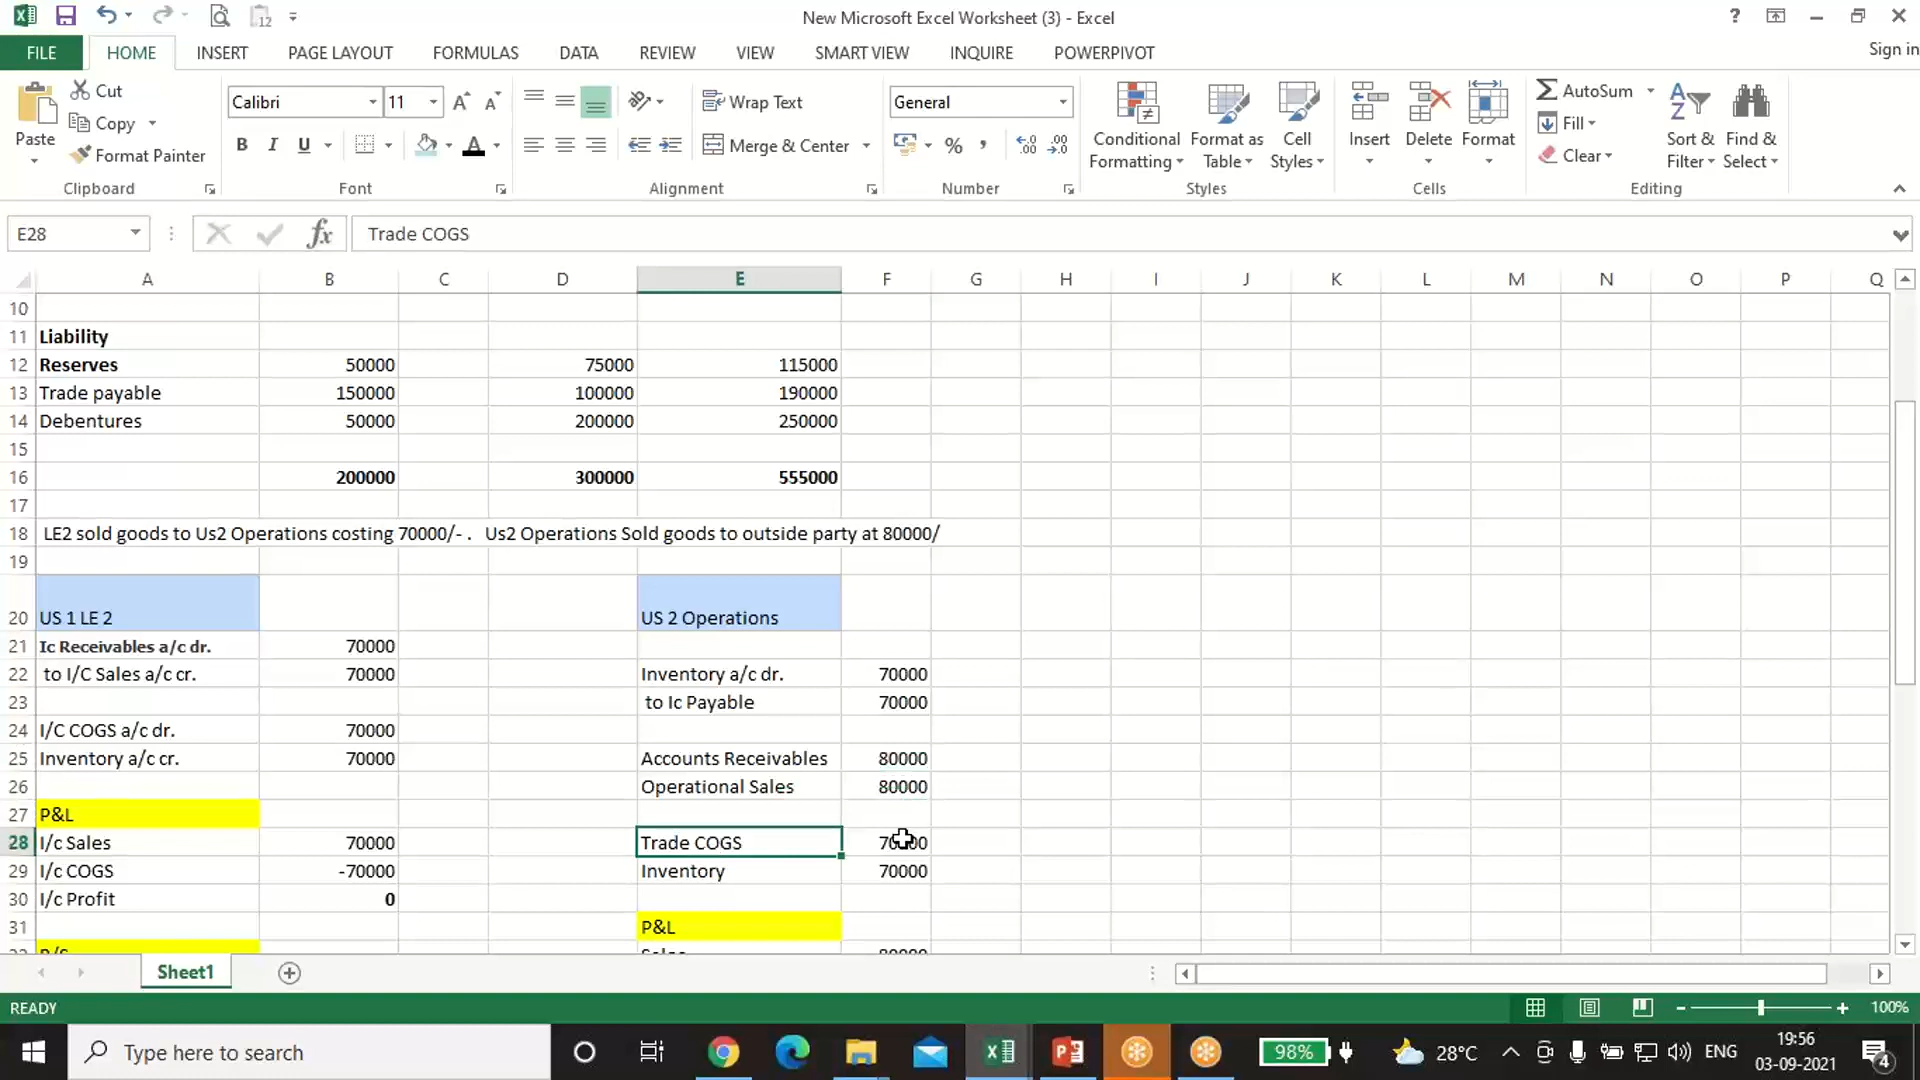 12
New Microsoft Excel Worksheet (3) - Excel
?
FILE HOME INSERT PAGE LAYOUT FORMULAS DATA REVIEW VIEW SMART VIEW INQUIRE POWERPIVOT Sign in
Paste
Cut
Copy
Format Painter
Clipboard
Calibri 11
B I U
Font
Wrap Text
Merge & Center
Alignment
General
%
Number
Conditional Formatting
Format as Table
Cell Styles
Styles
Insert
Delete
Format
Cells
AutoSum
Fill
Clear
Sort & Filter
Find & Select
Editing
E28 fx Trade COGS
A B C D E F G H I J K L M N O P Q
10
11 Liability
12 Reserves 50000 75000 115000
13 Trade payable 150000 100000 190000
14 Debentures 50000 200000 250000
15
16 200000 300000 555000
17
18 LE2 sold goods to Us2 Operations costing 70000/- . Us2 Operations Sold goods to outside party at 80000/
19
20 US 1 LE 2 US 2 Operations
21 Ic Receivables a/c dr. 70000
22 to I/C Sales a/c cr. 70000 Inventory a/c dr. 70000
23 to Ic Payable 70000
24 I/C COGS a/c dr. 70000
25 Inventory a/c cr. 70000 Accounts Receivables 80000
26 Operational Sales 80000
27 P&L
28 I/c Sales 70000 Trade COGS 70000
29 I/c COGS -70000 Inventory 70000
30 I/c Profit 0
31 P&L
Sales 80000
Sheet1
READY 100%
Type here to search
98% 28°C ENG 19:56
03-09-2021
4